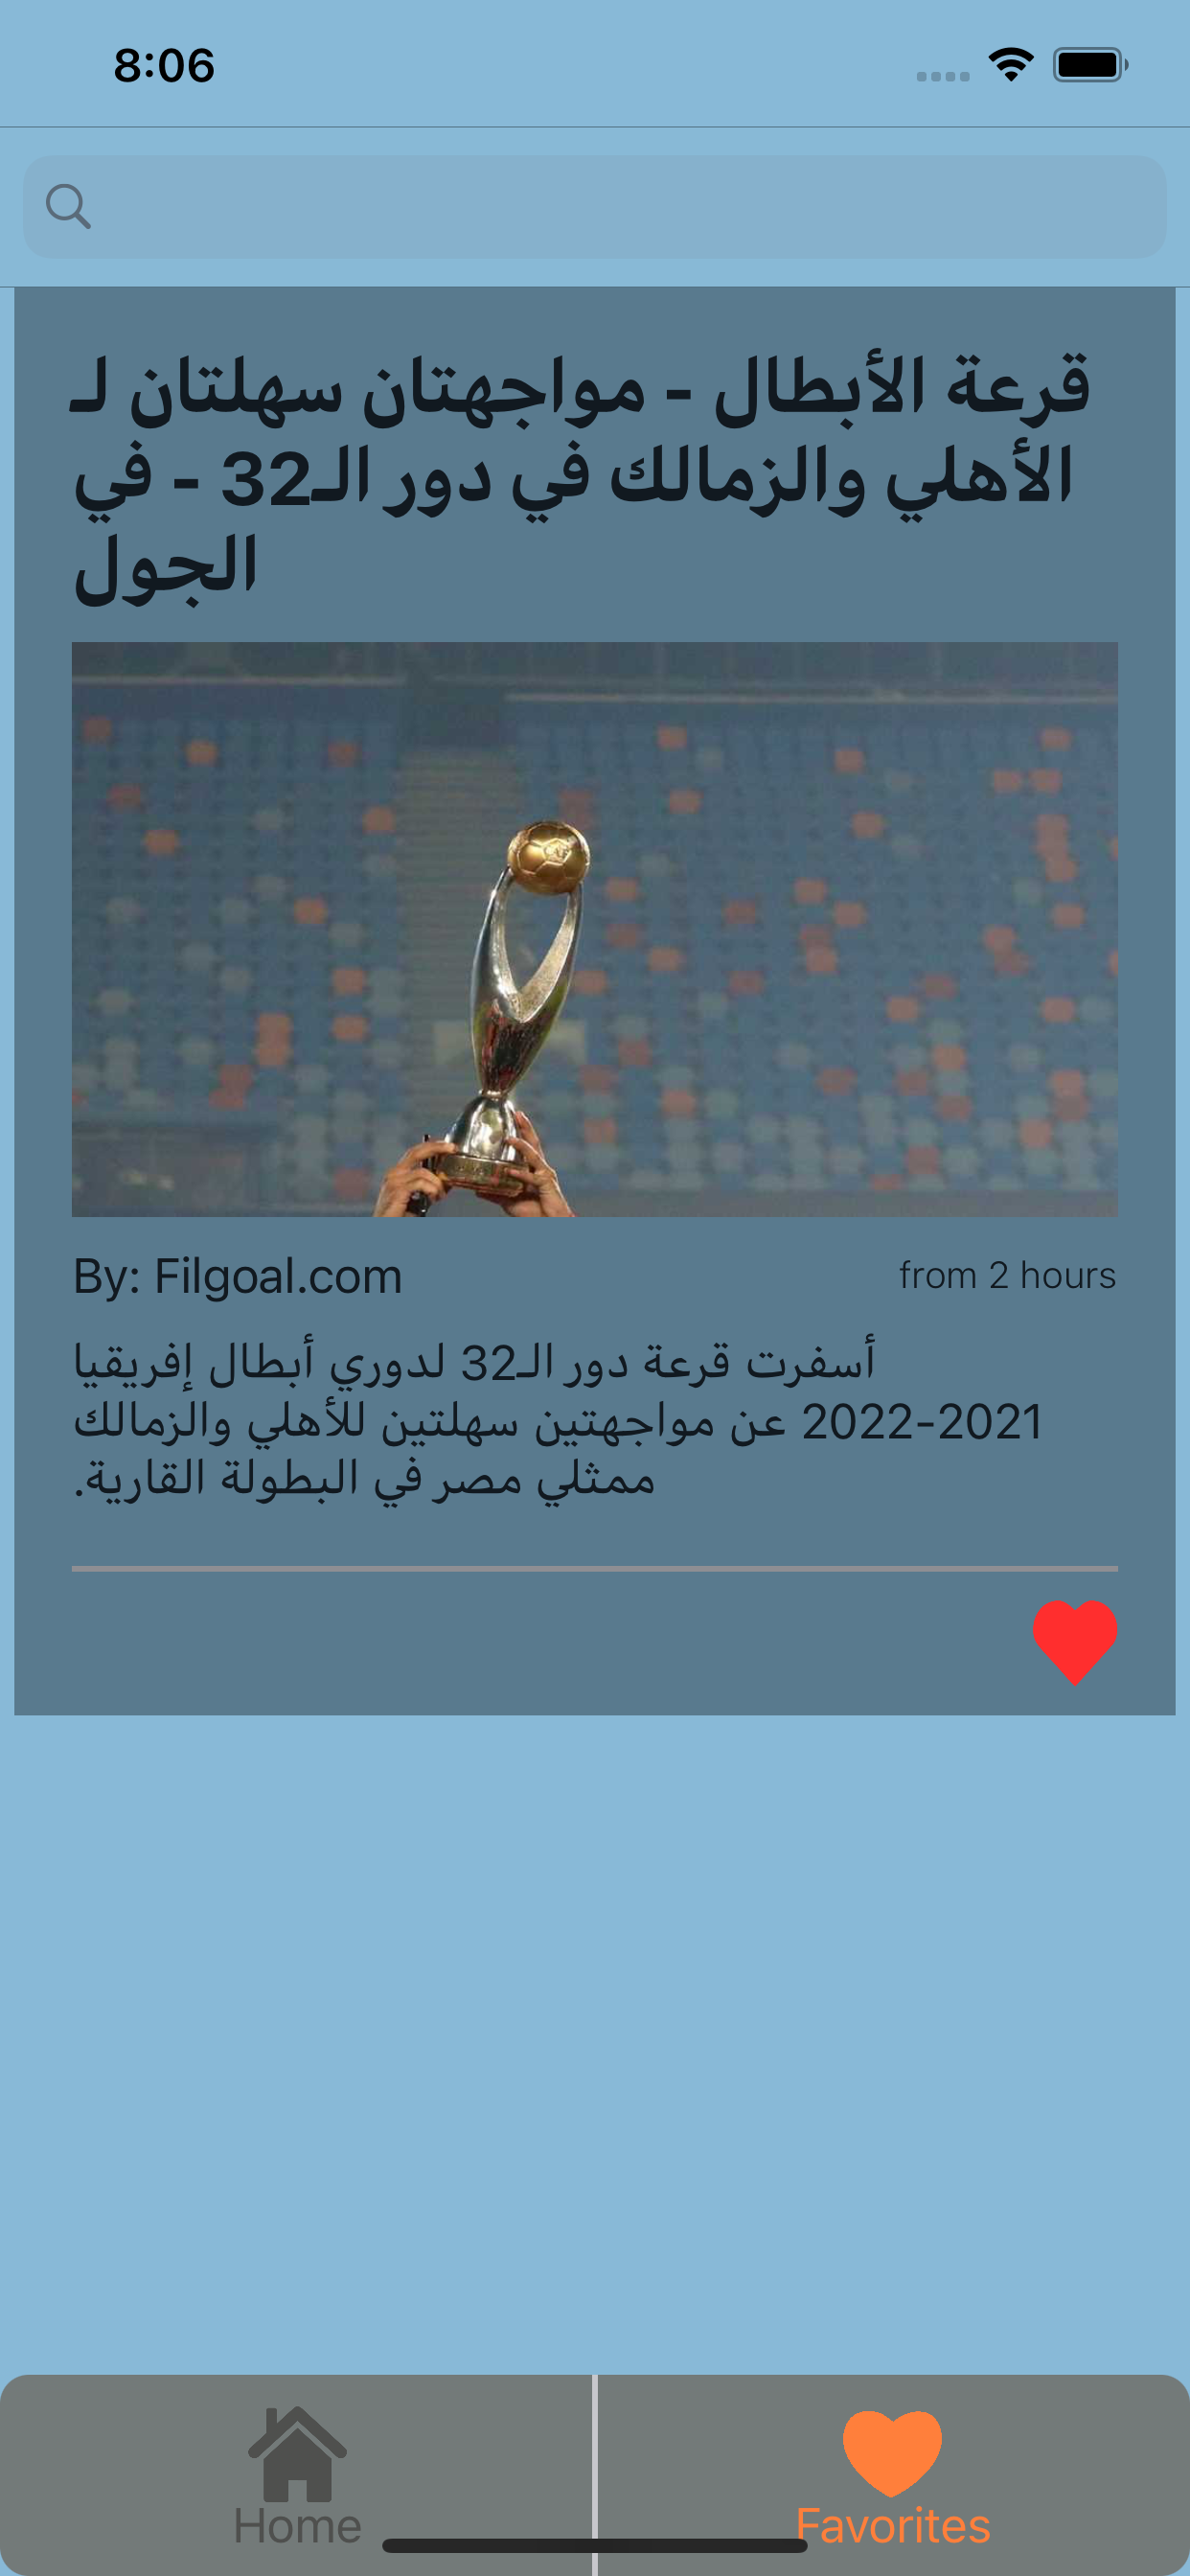 8:06
قرعة الأبطال - مواجهتان سهلتان لـ
الأهلي والزمالك في دور الـ32 - في
الجول
By: Filgoal.com
from 2 hours
أسفرت قرعة دور الـ32 لدوري أبطال إفريقيا
2022-2021 عن مواجهتين سهلتين للأهلي والزمالك
ممثلي مصر في البطولة القارية.
Home
Favorites